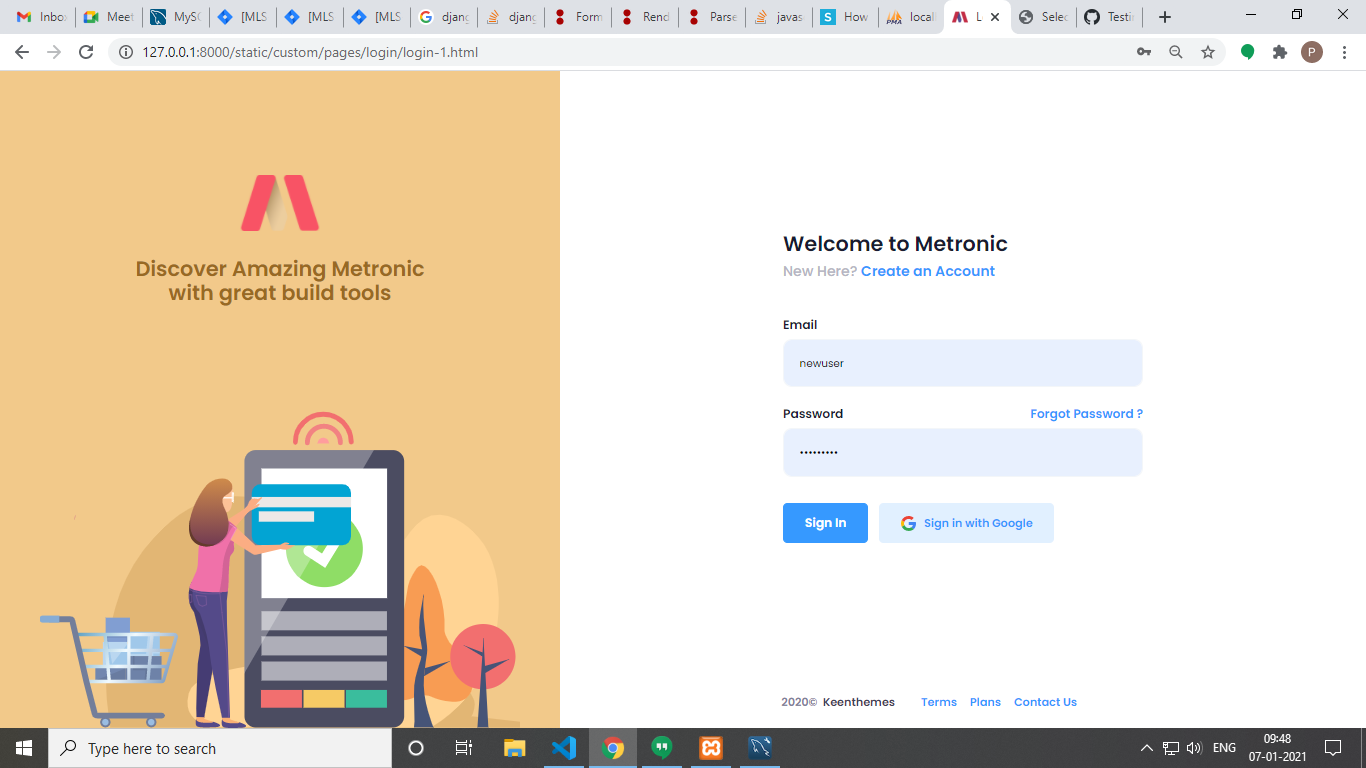 Inbox
Meet
MySQ
[MLS
[MLS
[MLS
djang
djang
Form
Rend
Parse
javas
How
local
L
Selec
Testi
127.0.0.1:8000/static/custom/pages/login/login-1.html
P
Discover Amazing Metronic
with great build tools
Welcome to Metronic
New Here? Create an Account
Email
newuser
Password Forgot Password ?
•••••••••
Sign In Sign in with Google
2020© Keenthemes Terms Plans Contact Us
Type here to search
ENG
09:48
07-01-2021